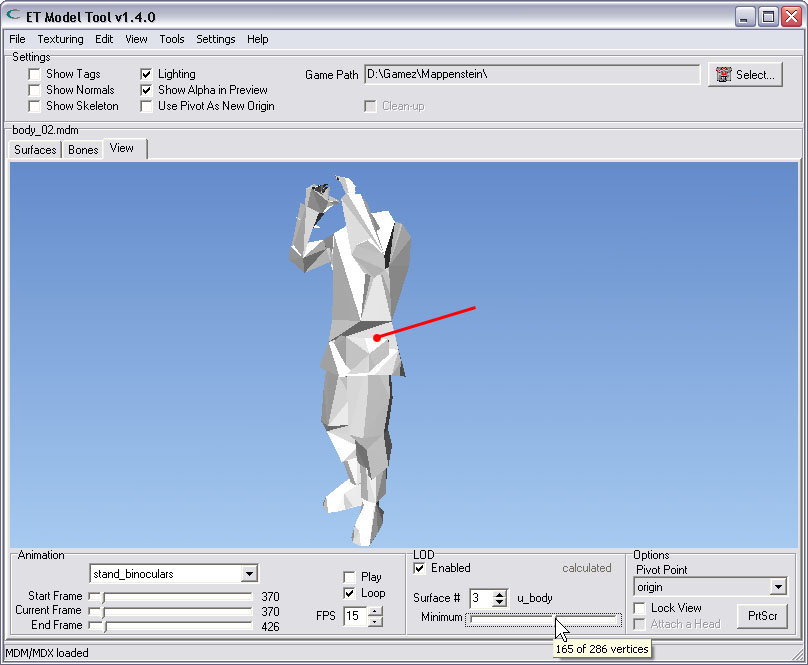 ET Model Tool v1.4.0
File Texturing Edit View Tools Settings Help
Settings
Show Tags Lighting Game Path D:\Gamez\Mappenstein\ Select...
Show Normals Show Alpha in Preview
Show Skeleton Use Pivot As New Origin Clean-up
body_02.mdm
Surfaces Bones View
Animation LOD Options
stand_binoculars Play Enabled calculated Pivot Point
origin
Start Frame 370 Loop Surface # 3 u_body Lock View
Current Frame 370 FPS 15 Minimum Attach a Head PrtScr
End Frame 426
165 of 286 vertices
MDM/MDX loaded